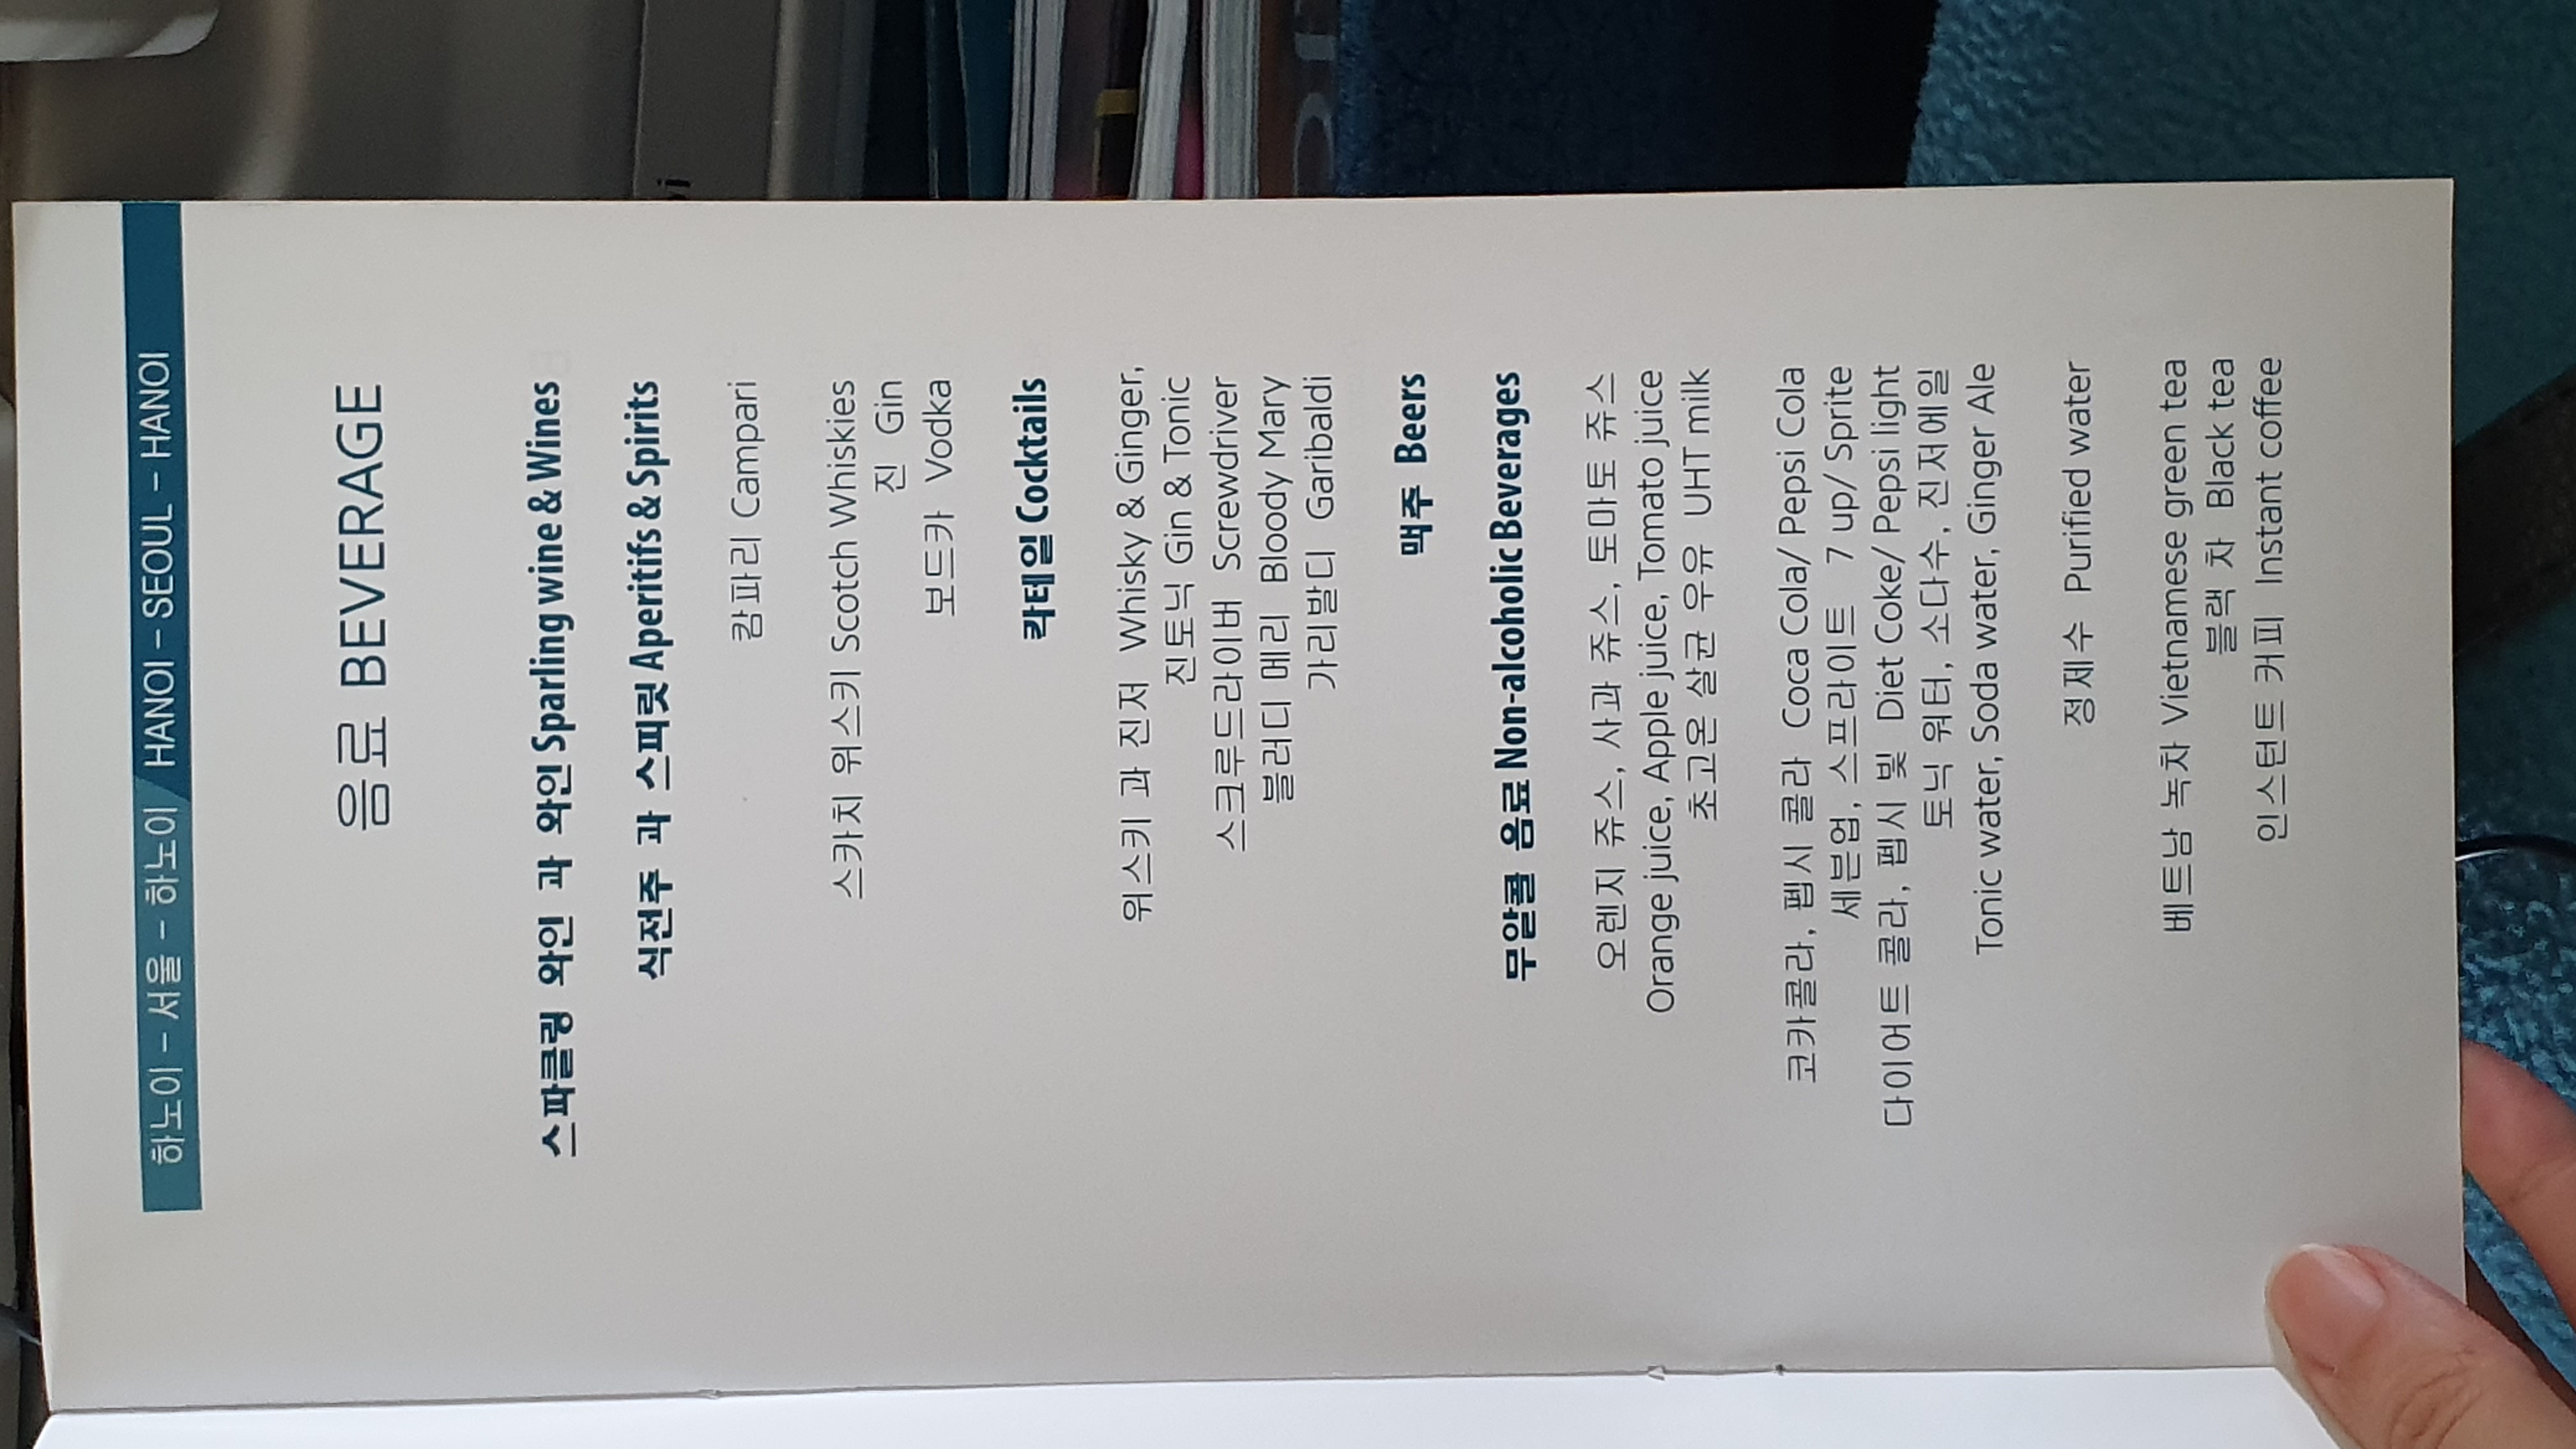 하노이 – 서울 – 하노이 HANOI – SEOUL – HANOI
음료 BEVERAGE
스파클링 와인 과 와인 Sparling wine & Wines
식전주 과 스피릿 Aperitifs & Spirits
캄파리 Campari
스카치 위스키 Scotch Whiskies
진 Gin
보드카 Vodka
칵테일 Cocktails
위스키 과 진저 Whisky & Ginger,
진토닉 Gin & Tonic
스크루드라이버 Screwdriver
블러디 메리 Bloody Mary
가리발디 Garibaldi
맥주 Beers
무알콜 음료 Non-alcoholic Beverages
오렌지 쥬스, 사과 쥬스, 토마토 쥬스
Orange juice, Apple juice, Tomato juice
초고온 살균 우유 UHT milk
코카콜라, 펩시 콜라 Coca Cola/ Pepsi Cola
세븐업, 스프라이트 7 up/ Sprite
다이어트 콜라, 펩시 빛 Diet Coke/ Pepsi light
토닉 워터, 소다수, 진저에일
Tonic water, Soda water, Ginger Ale
정제수 Purified water
베트남 녹차 Vietnamese green tea
블랙 차 Black tea
인스턴트 커피 Instant coffee